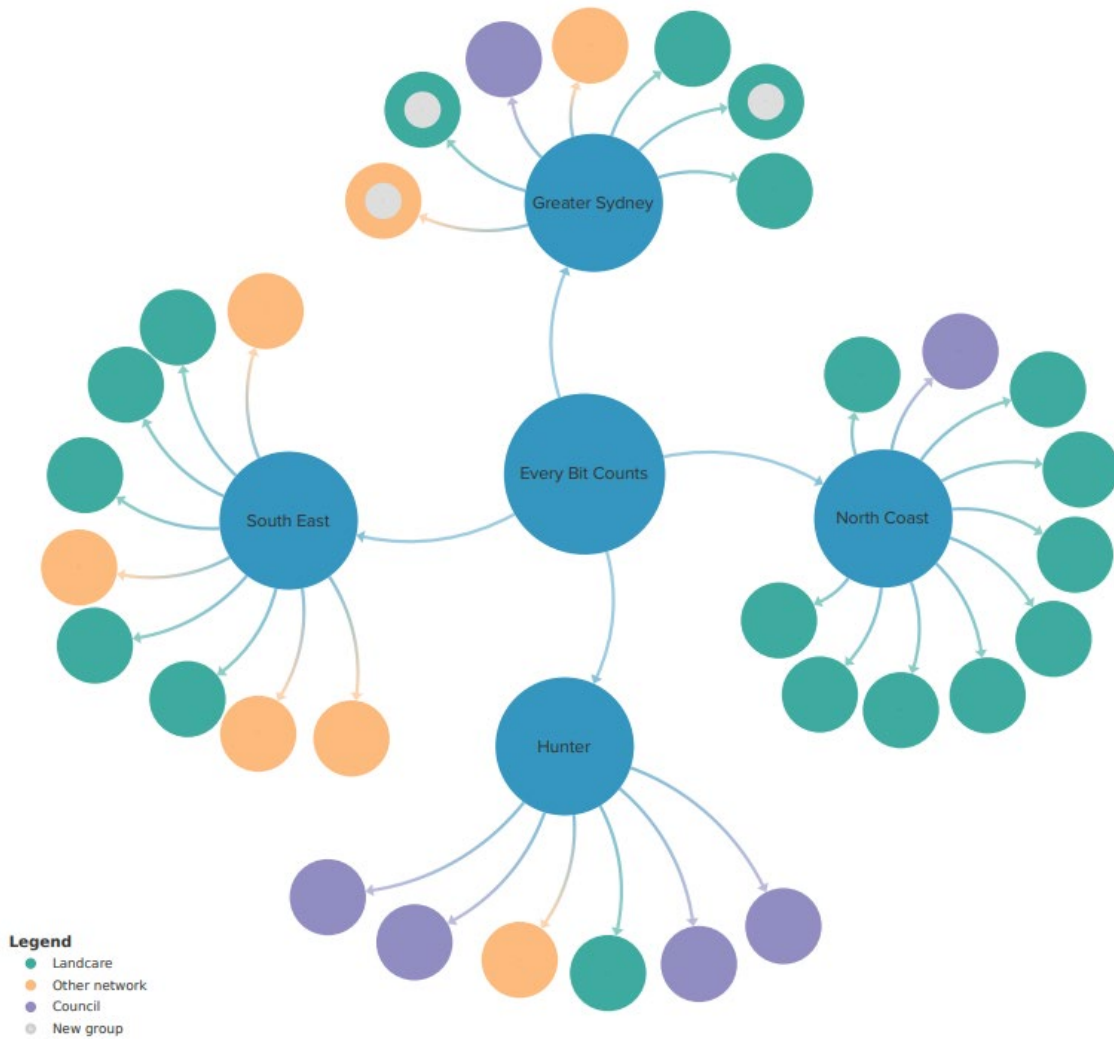 Greater Sydney
Every Bit Counts
South East
North Coast
Hunter
Legend
Landcare
Other network
Council
New group